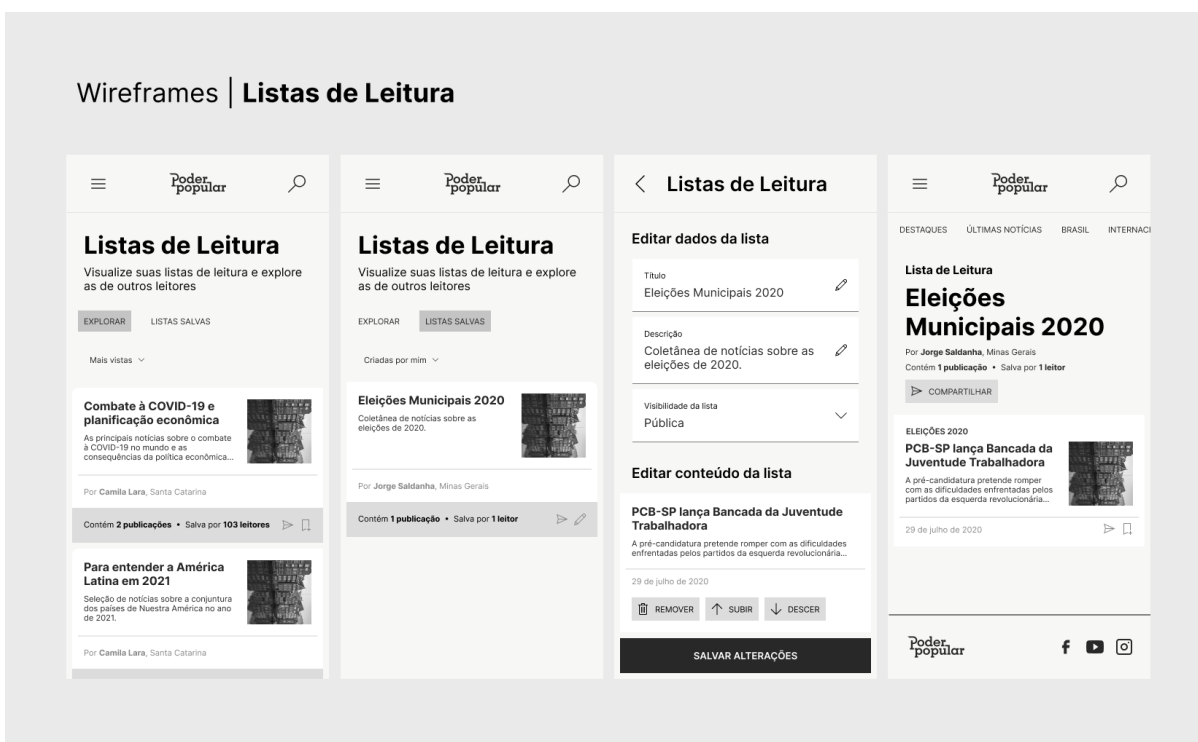 Wireframes | Listas de Leitura
Poder popular
Listas de Leitura
Visualize suas listas de leitura e explore
as de outros leitores
EXPLORAR LISTAS SALVAS
Mais vistas
Combate à COVID-19 e
planificação econômica
As principais notícias sobre o combate
à COVID-19 no mundo e as
consequências da política econômica...
Por Camila Lara, Santa Catarina
Contém 2 publicações • Salva por 103 leitores
Para entender a América
Latina em 2021
Seleção de notícias sobre a conjuntura
dos países de Nuestra América no ano
de 2021.
Por Camila Lara, Santa Catarina
Poder popular
Listas de Leitura
Visualize suas listas de leitura e explore
as de outros leitores
EXPLORAR LISTAS SALVAS
Criadas por mim
Eleições Municipais 2020
Coletânea de notícias sobre as
eleições de 2020.
Por Jorge Saldanha, Minas Gerais
Contém 1 publicação • Salva por 1 leitor
Listas de Leitura
Editar dados da lista
Título
Eleições Municipais 2020
Descrição
Coletânea de notícias sobre as
eleições de 2020.
Visibilidade da lista
Pública
Editar conteúdo da lista
PCB-SP lança Bancada da Juventude
Trabalhadora
A pré-candidatura pretende romper com as dificuldades
enfrentadas pelos partidos da esquerda revolucionária...
29 de julho de 2020
REMOVER SUBIR DESCER
SALVAR ALTERAÇÕES
Poder popular
DESTAQUES ÚLTIMAS NOTÍCIAS BRASIL INTERNACI
Lista de Leitura
Eleições
Municipais 2020
Por Jorge Saldanha, Minas Gerais
Contém 1 publicação • Salva por 1 leitor
COMPARTILHAR
ELEIÇÕES 2020
PCB-SP lança Bancada da
Juventude Trabalhadora
A pré-candidatura pretende romper
com as dificuldades enfrentadas pelos
partidos da esquerda revolucionária...
29 de julho de 2020
Poder popular